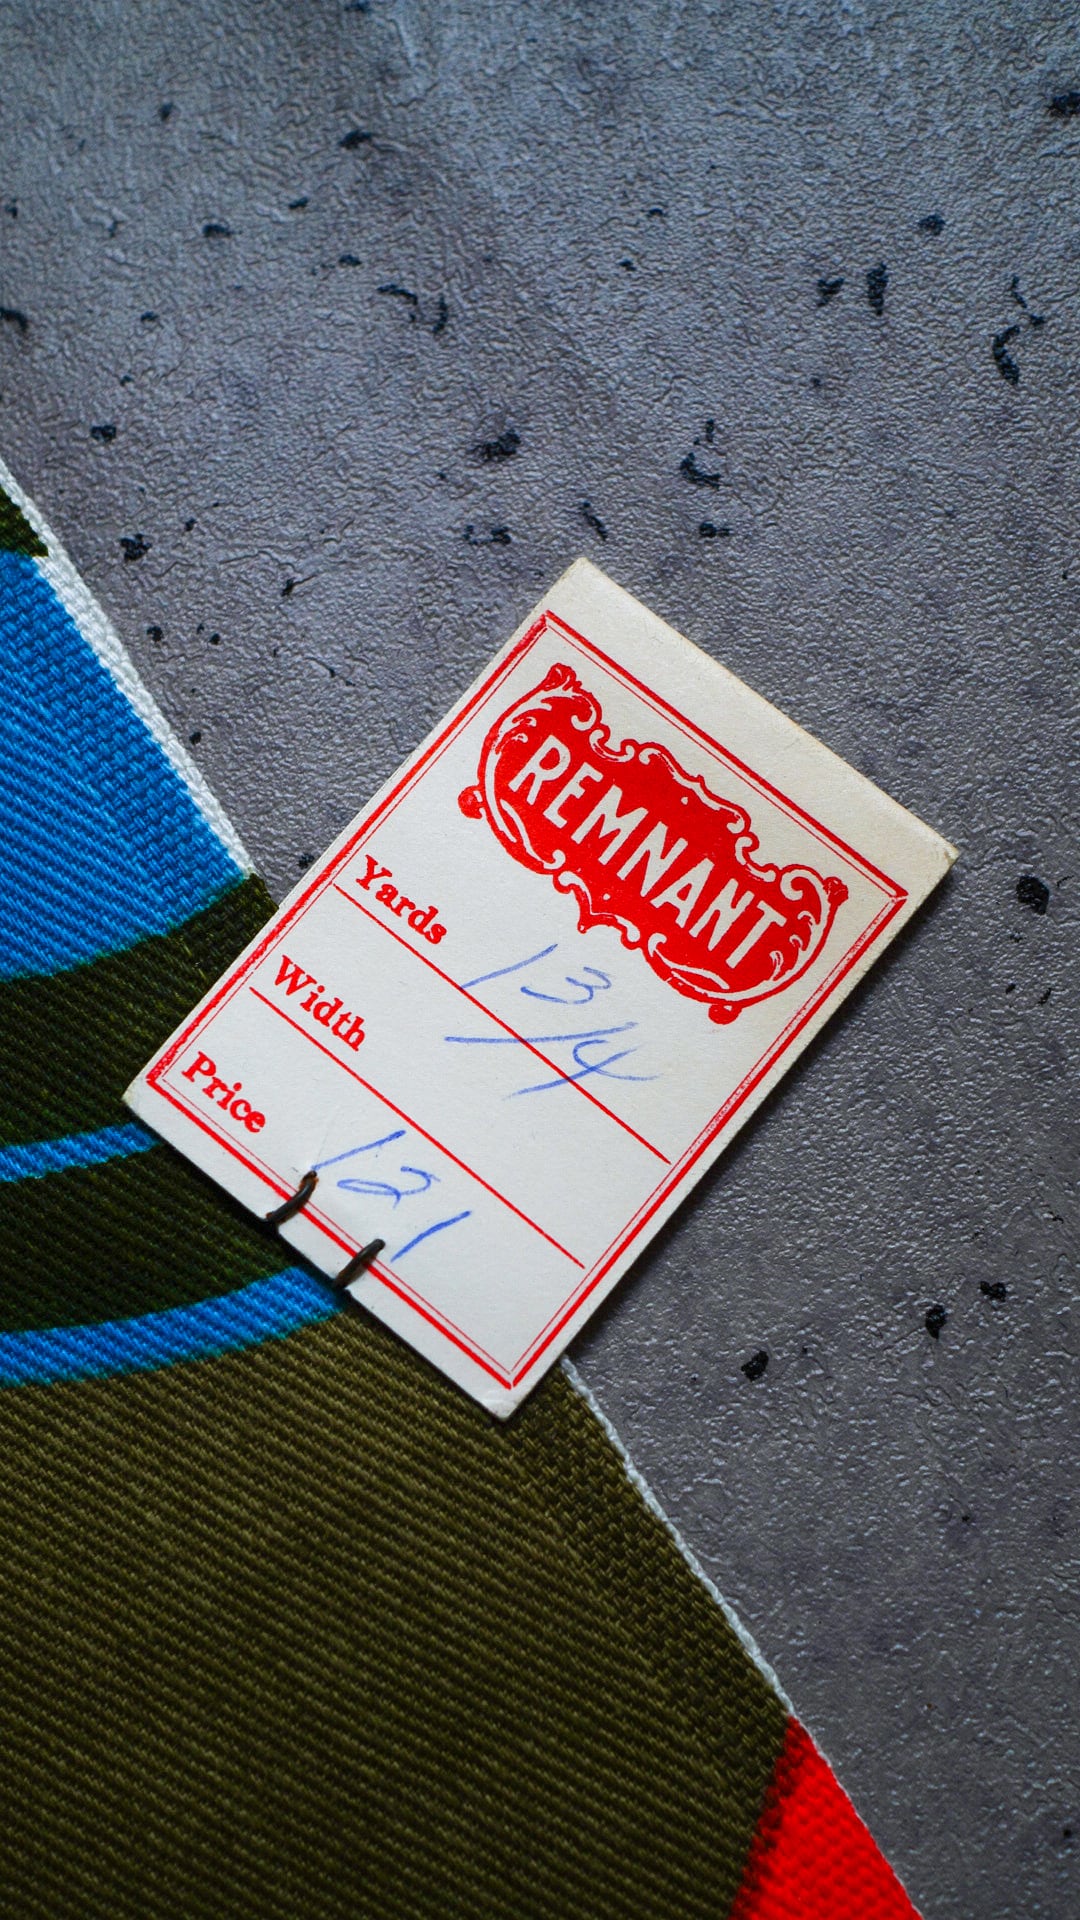 REMNANT
Yards 1 3/4
Width
Price 121